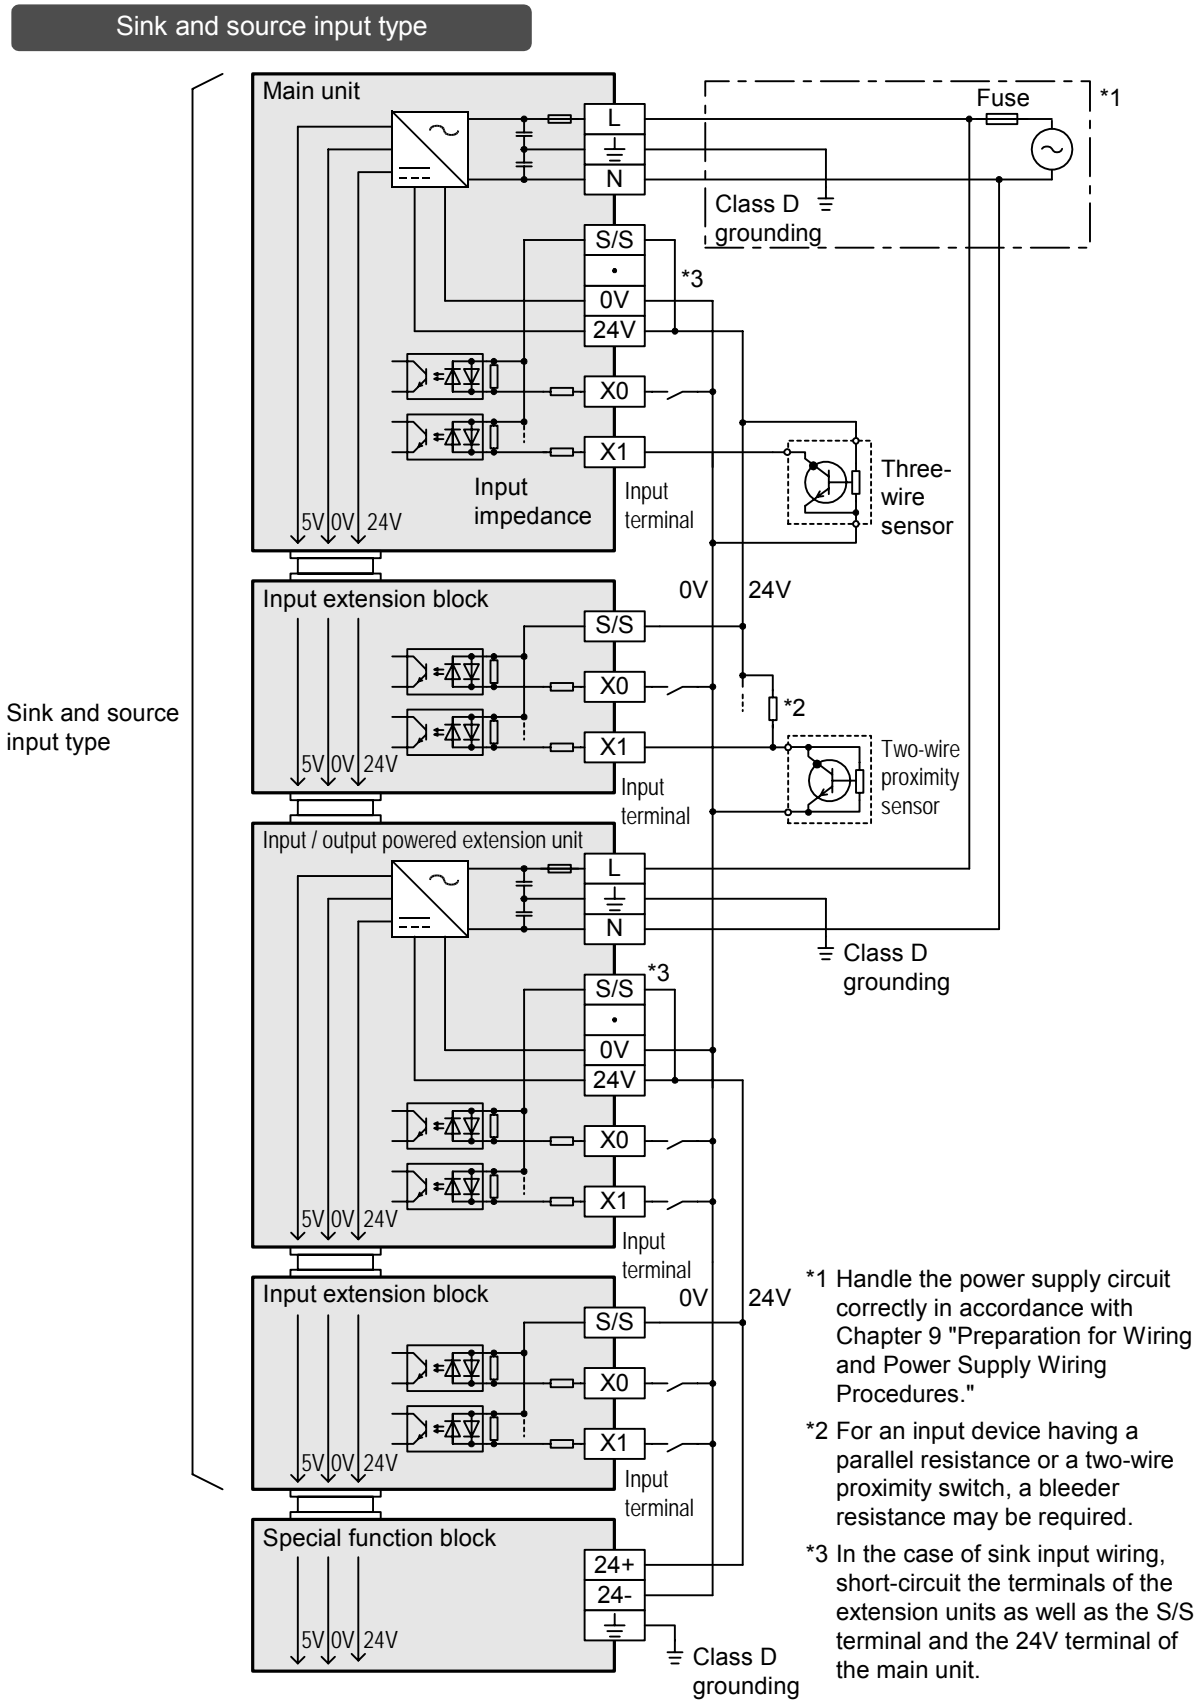 Sink and source input type
Main unit
Fuse
*1
L
N
Class D
grounding
S/S
*3
0V
24V
X0
X1
Three-
wire
sensor
Input
impedance
Input
terminal
5V 0V 24V
0V
24V
Input extension block
S/S
X0
*2
X1
Two-wire
proximity
sensor
5V 0V 24V
Input
terminal
Sink and source
input type
Input / output powered extension unit
L
N
Class D
grounding
*3
S/S
0V
24V
X0
X1
5V 0V 24V
Input
terminal
0V
24V
Input extension block
S/S
X0
X1
5V 0V 24V
Input
terminal
Special function block
24+
24-
5V 0V 24V
Class D
grounding
*1 Handle the power supply circuit
correctly in accordance with
Chapter 9 "Preparation for Wiring
and Power Supply Wiring
Procedures."
*2 For an input device having a
parallel resistance or a two-wire
proximity switch, a bleeder
resistance may be required.
*3 In the case of sink input wiring,
short-circuit the terminals of the
extension units as well as the S/S
terminal and the 24V terminal of
the main unit.